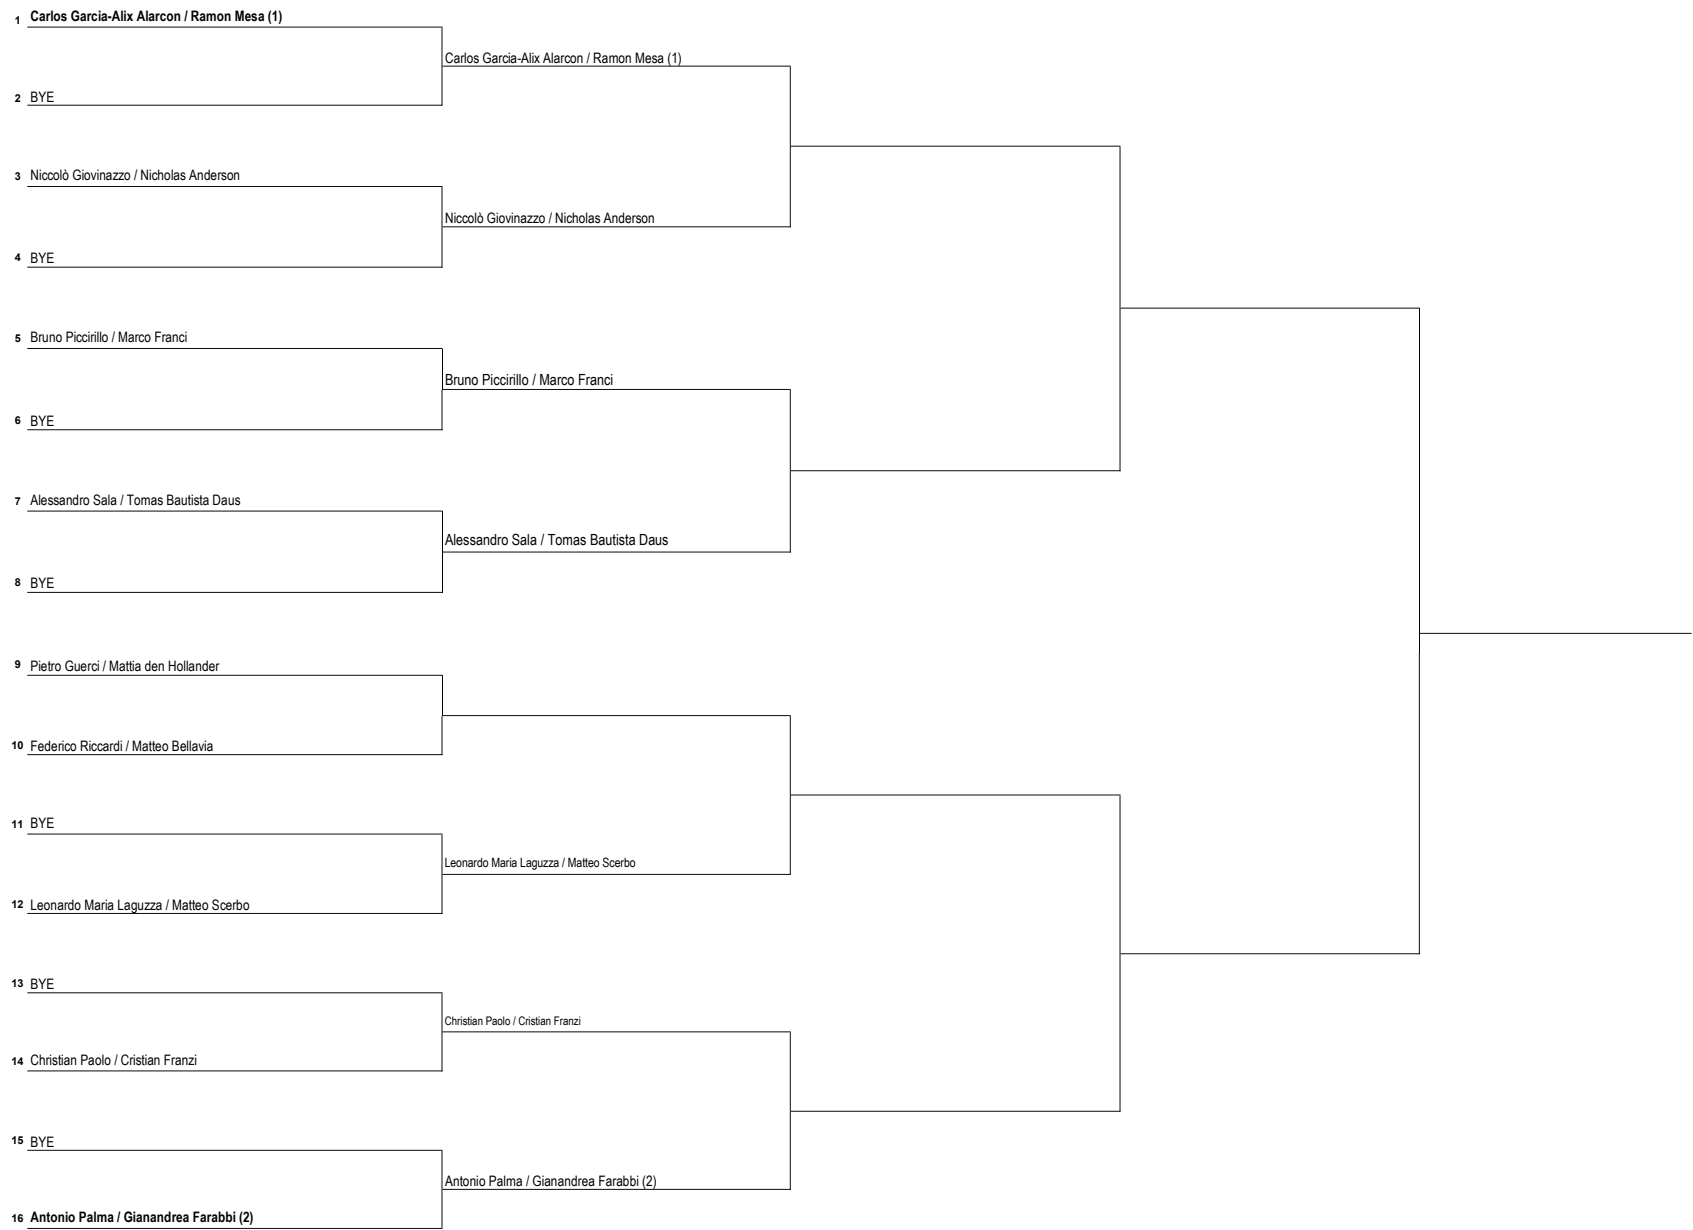 1 Carlos Garcia-Alix Alarcon / Ramon Mesa (1)
Carlos Garcia-Alix Alarcon / Ramon Mesa (1)
2 BYE
3 Niccolò Giovinazzo / Nicholas Anderson
Niccolò Giovinazzo / Nicholas Anderson
4 BYE
5 Bruno Piccirillo / Marco Franci
Bruno Piccirillo / Marco Franci
6 BYE
7 Alessandro Sala / Tomas Bautista Daus
Alessandro Sala / Tomas Bautista Daus
8 BYE
9 Pietro Guerci / Mattia den Hollander
10 Federico Riccardi / Matteo Bellavia
11 BYE
Leonardo Maria Laguzza / Matteo Scerbo
12 Leonardo Maria Laguzza / Matteo Scerbo
13 BYE
Christian Paolo / Cristian Franzi
14 Christian Paolo / Cristian Franzi
15 BYE
Antonio Palma / Gianandrea Farabbi (2)
16 Antonio Palma / Gianandrea Farabbi (2)